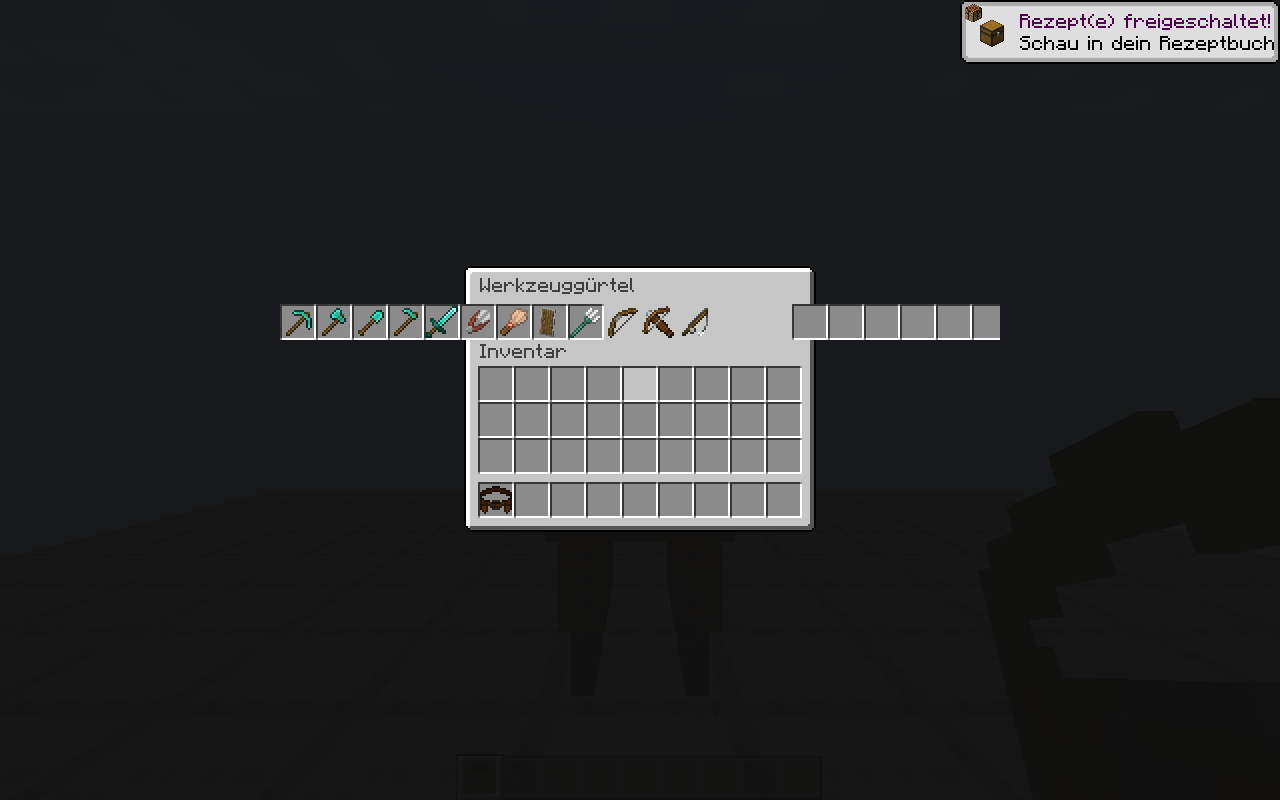 Rezept(e) freigeschaltet!
Schau in dein Rezeptbuch
Werkzeuggürtel
Inventar